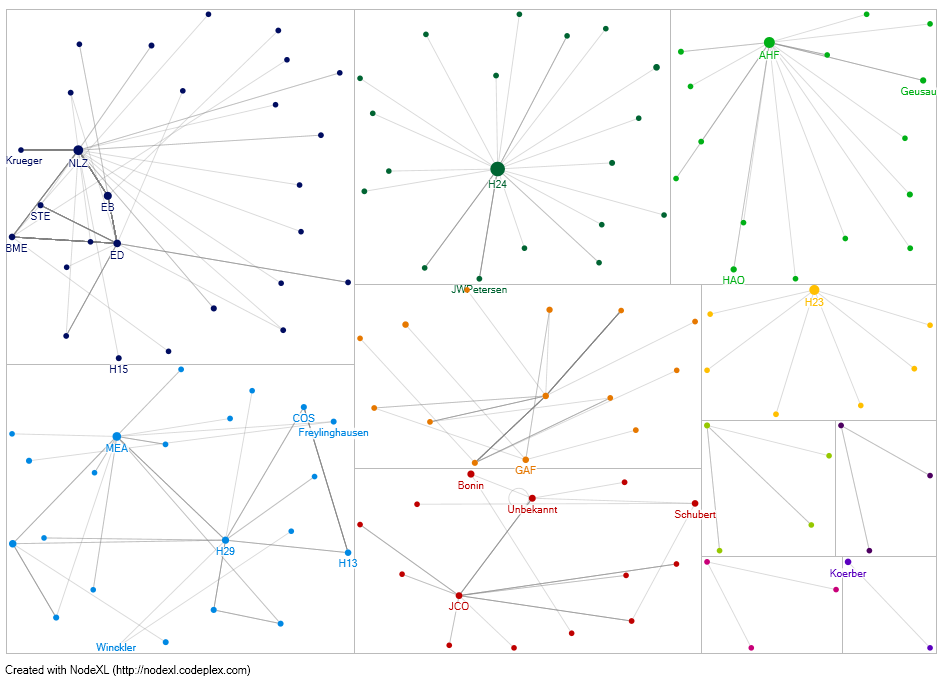 AHF
Geusau
Krueger
NLZ
H24
STE
EB
BME
ED
HAO
JWPetersen
H23
H15
COS
Freylinghausen
MEA
GAF
Bonin
Unbekannt
Schubert
H29
H13
Koerber
JCO
Winckler
Created with NodeXL (http://nodexl.codeplex.com)